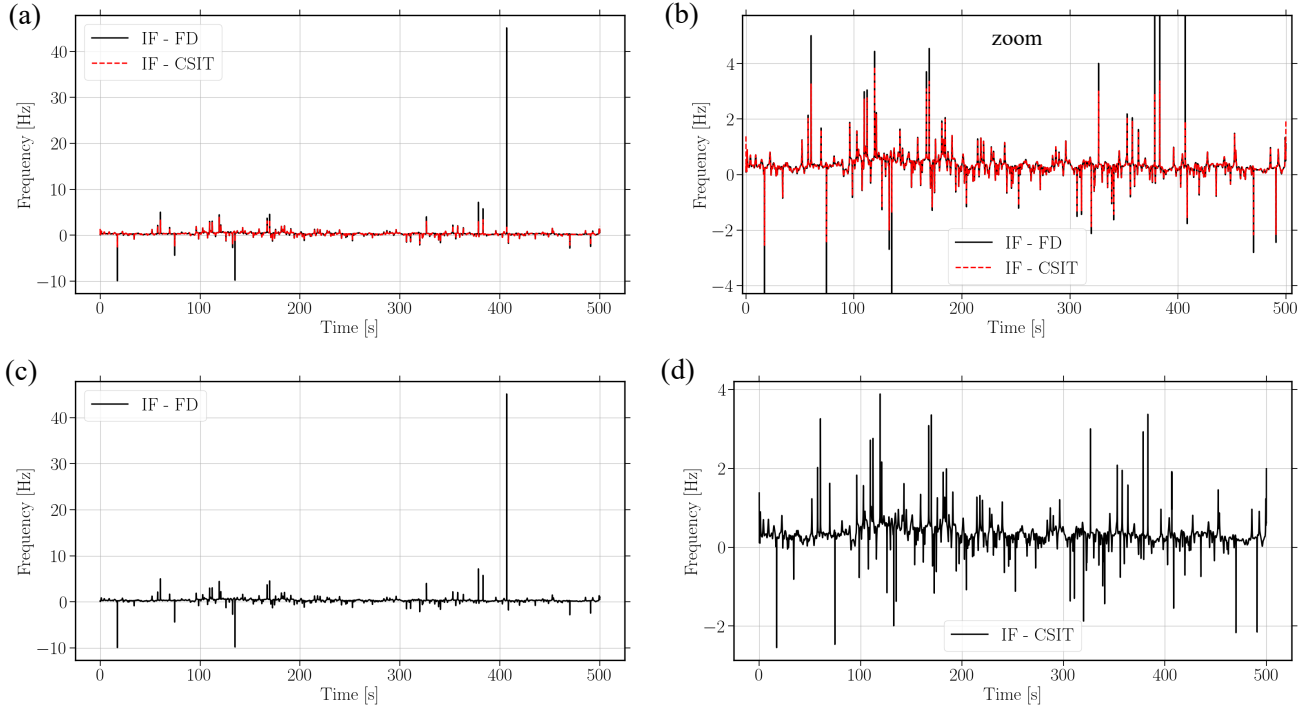 (a)
IF - FD
IF - CSIT
Frequency [Hz]
40
30
20
10
0
−10
0 100 200 300 400 500
Time [s]
(b)
zoom
IF - FD
IF - CSIT
Frequency [Hz]
4
2
0
−2
−4
0 100 200 300 400 500
Time [s]
(c)
IF - FD
Frequency [Hz]
40
30
20
10
0
−10
0 100 200 300 400 500
Time [s]
(d)
IF - CSIT
Frequency [Hz]
4
2
0
−2
0 100 200 300 400 500
Time [s]